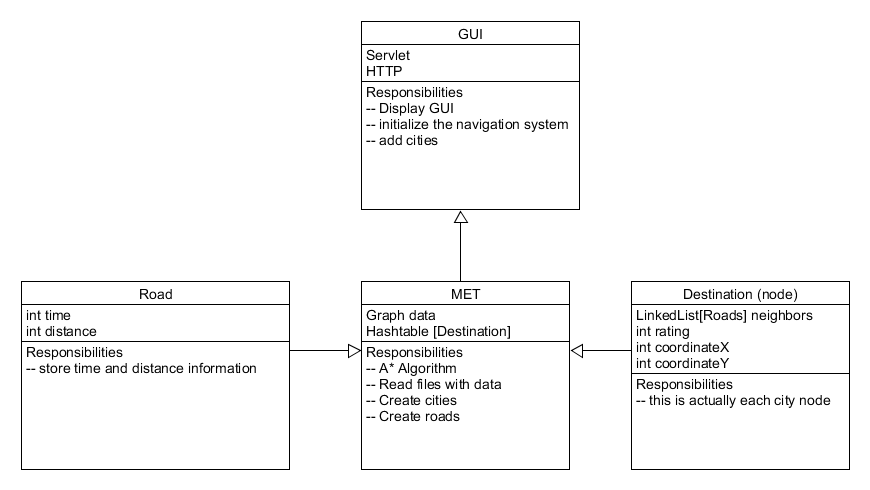 GUI
Servlet
HTTP
Responsibilities
-- Display GUI
-- initialize the navigation system
-- add cities
Road
int time
int distance
Responsibilities
-- store time and distance information
MET
Graph data
Hashtable [Destination]
Responsibilities
-- A* Algorithm
-- Read files with data
-- Create cities
-- Create roads
Destination (node)
LinkedList[Roads] neighbors
int rating
int coordinateX
int coordinateY
Responsibilities
-- this is actually each city node